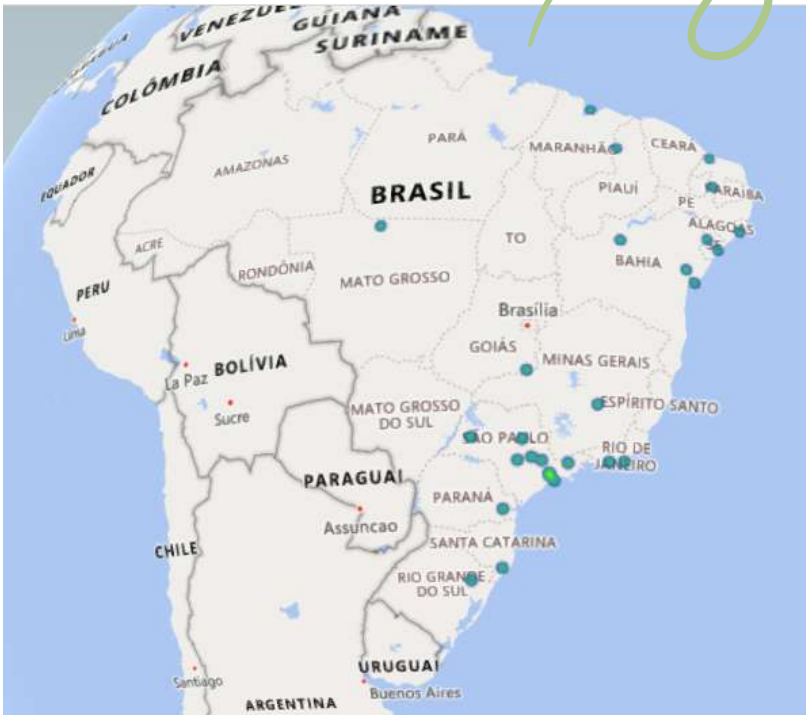 VENEZUE
GUIANA
SURINAME
COLÔMBIA
EQUADOR
AMAZONAS
PARÁ
MARANHÃO
CEARÁ
BRASIL
PIAUÍ
PARAÍBA
PE
ALAGOAS
SE
ACRE
RONDÔNIA
TO
BAHIA
PERU
MATO GROSSO
Lima
Brasília
GOIÁS
MINAS GERAIS
La Paz
BOLÍVIA
Sucre
MATO GROSSO
DO SUL
ESPÍRITO SANTO
SÃO PAULO
RIO DE
JANEIRO
PARAGUAI
PARANÁ
Assuncao
CHILE
SANTA CATARINA
RIO GRANDE
DO SUL
Santiago
URUGUAI
Buenos Aires
ARGENTINA